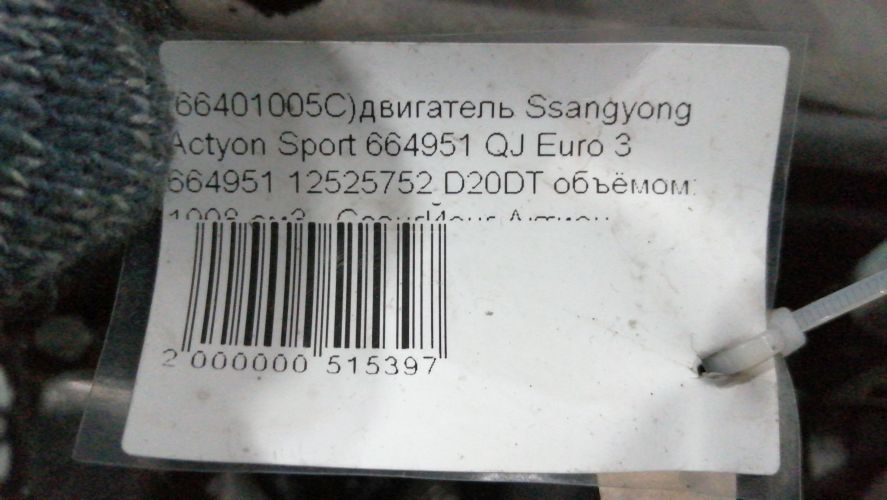 66401005C)двигатель Ssangyong
Actyon Sport 664951 QJ Euro 3
664951 12525752 D20DT объёмом:
2 000000 515397